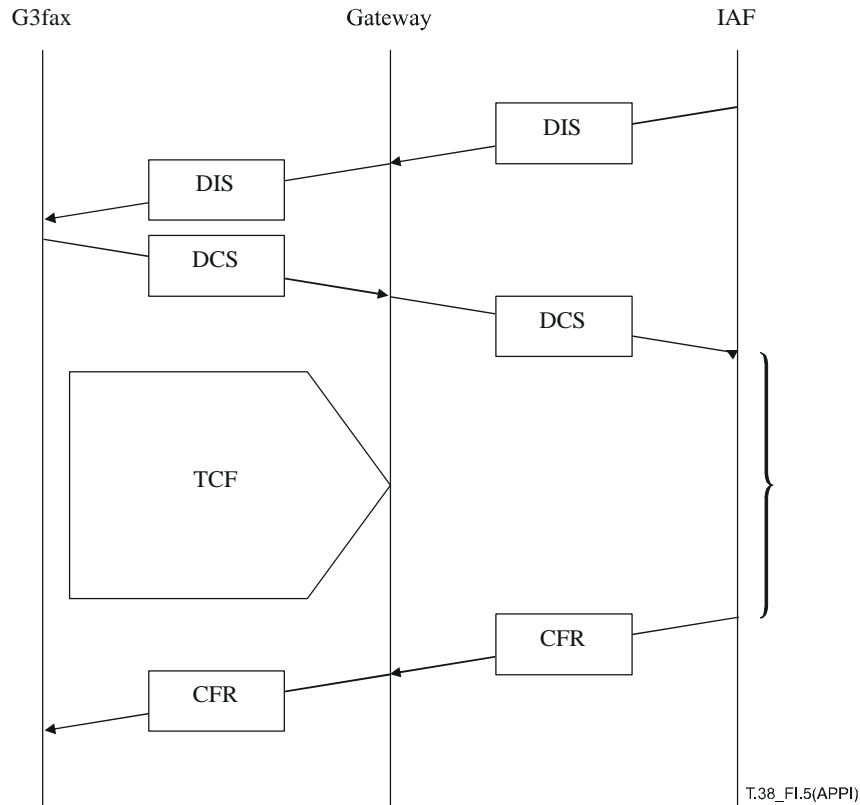 G3fax
Gateway
IAF
DIS
DIS
DCS
DCS
TCF
CFR
CFR
T.38_FI.5(APPI)